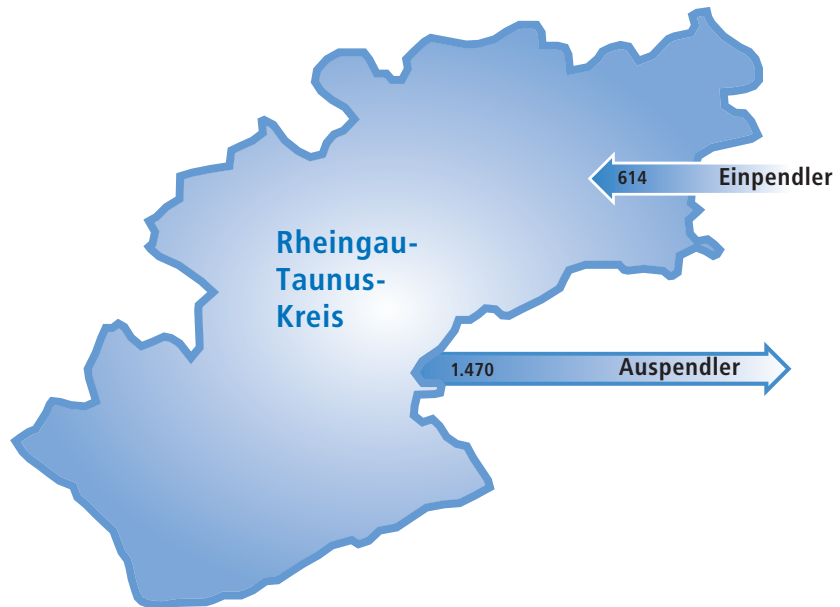 614 Einpendler
Rheingau-
Taunus-
Kreis
1.470 Auspendler